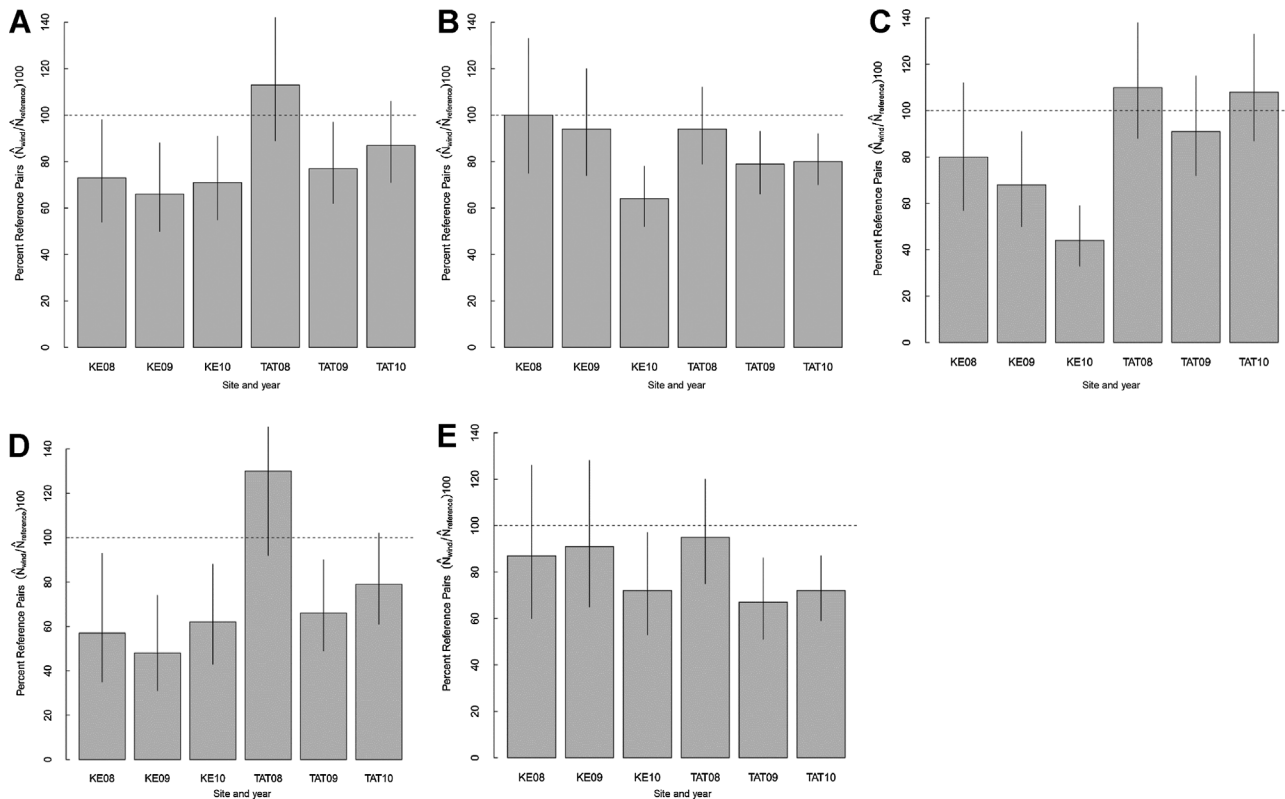 A
Percent Reference Pairs (N̂wind/N̂reference)100
0 20 40 60 80 100 120 140
KE08 KE09 KE10 TAT08 TAT09 TAT10
Site and year
B
Percent Reference Pairs (N̂wind/N̂reference)100
0 20 40 60 80 100 120 140
KE08 KE09 KE10 TAT08 TAT09 TAT10
Site and year
C
Percent Reference Pairs (N̂wind/N̂reference)100
0 20 40 60 80 100 120 140
KE08 KE09 KE10 TAT08 TAT09 TAT10
Site and year
D
Percent Reference Pairs (N̂wind/N̂reference)100
0 20 40 60 80 100 120 140
KE08 KE09 KE10 TAT08 TAT09 TAT10
Site and year
E
Percent Reference Pairs (N̂wind/N̂reference)100
0 20 40 60 80 100 120 140
KE08 KE09 KE10 TAT08 TAT09 TAT10
Site and year